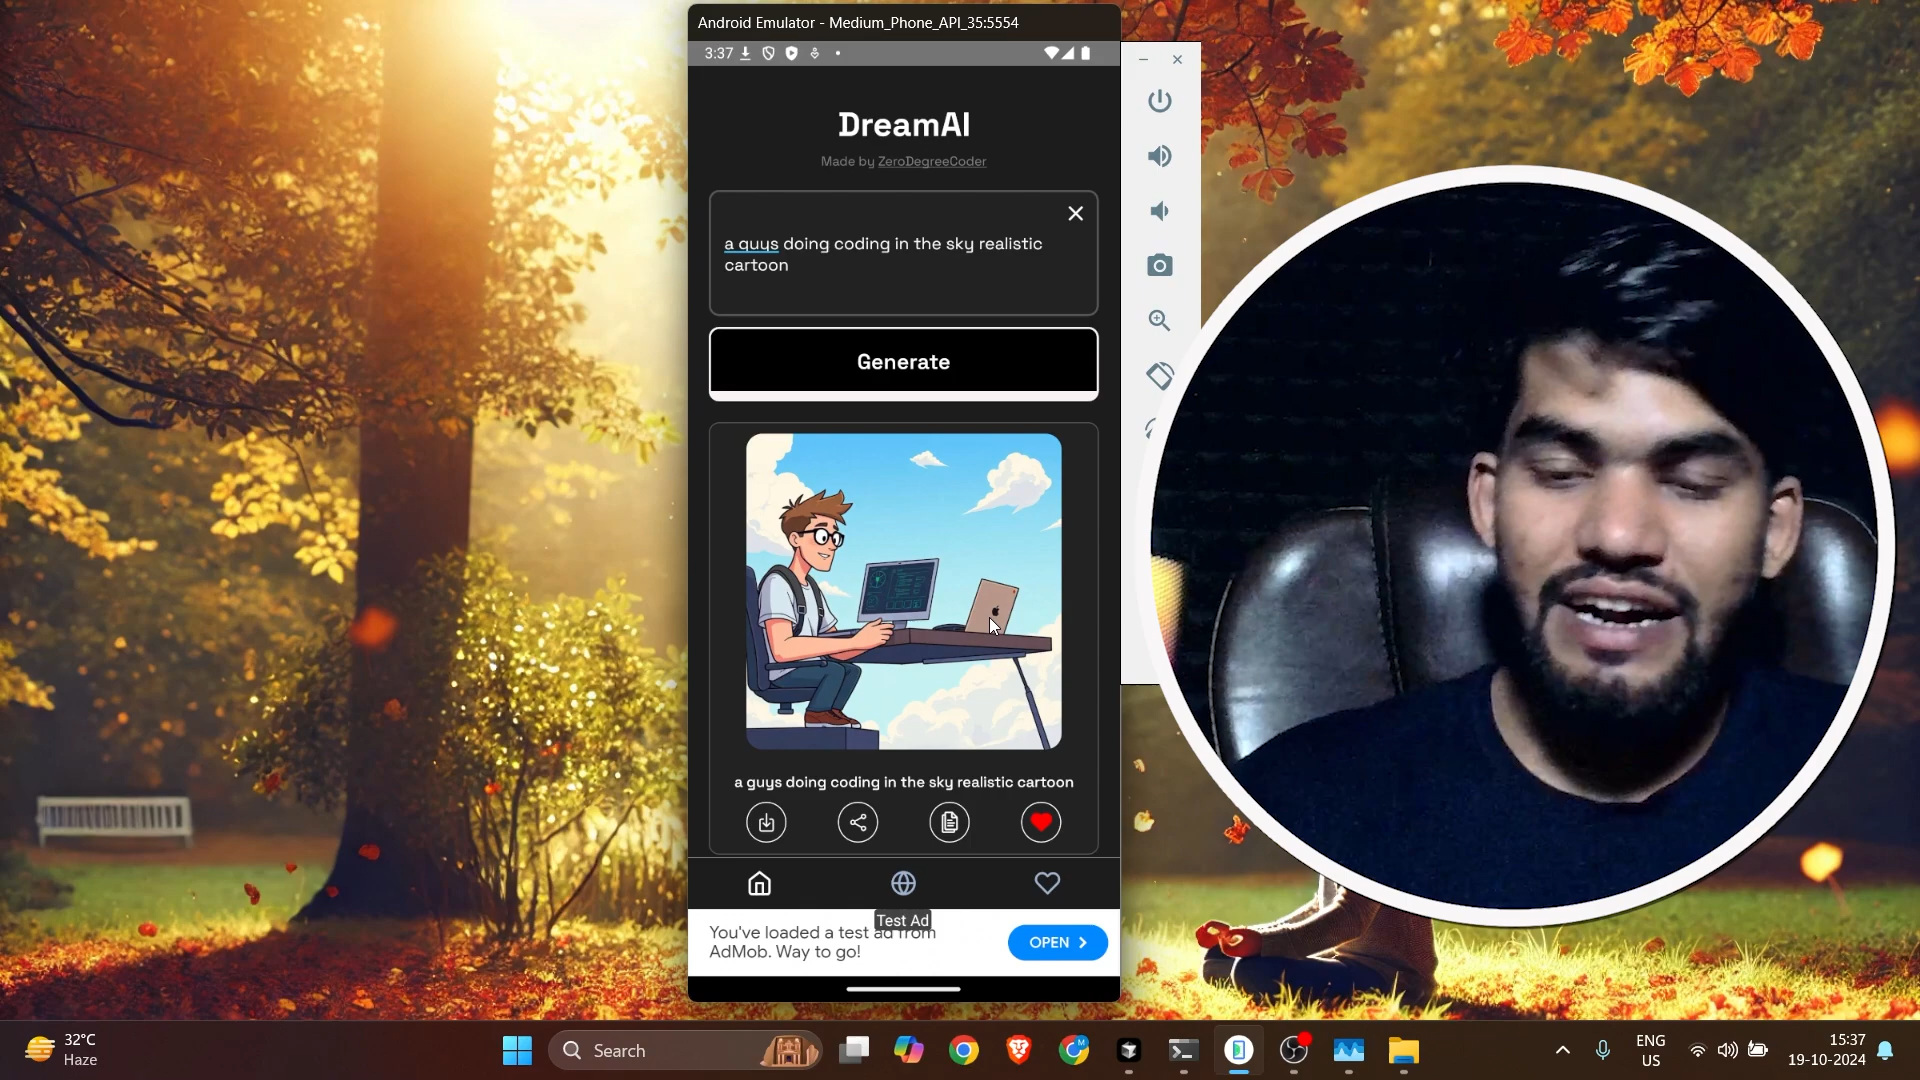 Android Emulator - Medium_Phone_API_35:5554
3:37
DreamAI
Made by ZeroDegreeCoder
a guys doing coding in the sky realistic
cartoon
Generate
a guys doing coding in the sky realistic cartoon
Test Ad
You've loaded a test ad from
AdMob. Way to go!
OPEN
32°C
Haze
Search
M
ENG
US
15:37
19-10-2024